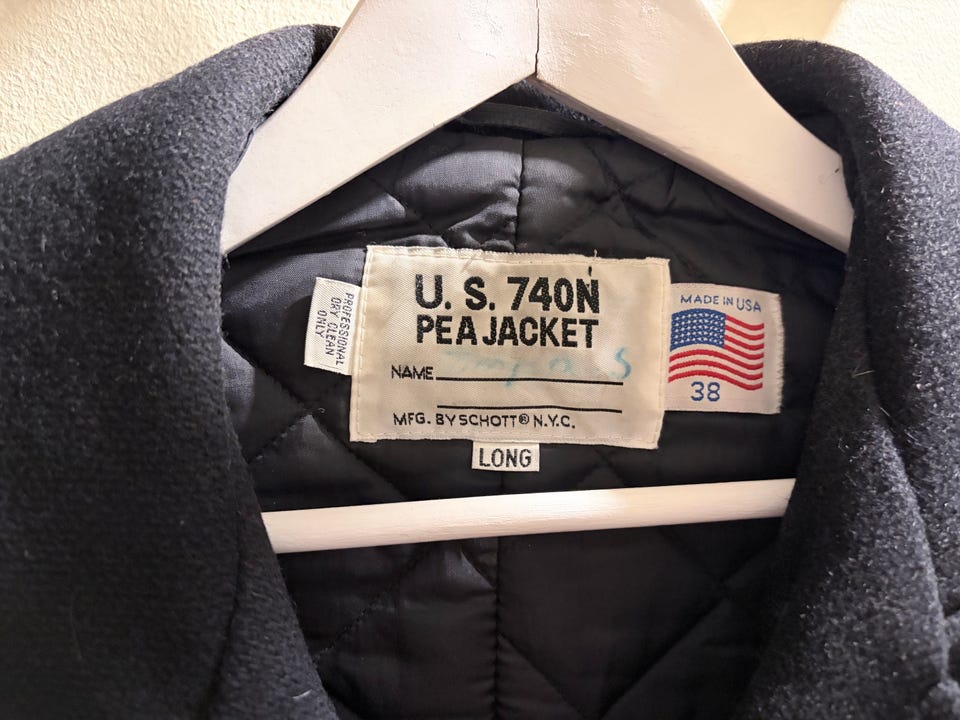 PROFESSIONAL
DRY CLEAN
ONLY
U. S. 740N
PEA JACKET
NAME
MFG. BY SCHOTT® N.Y.C.
LONG
MADE IN USA
38